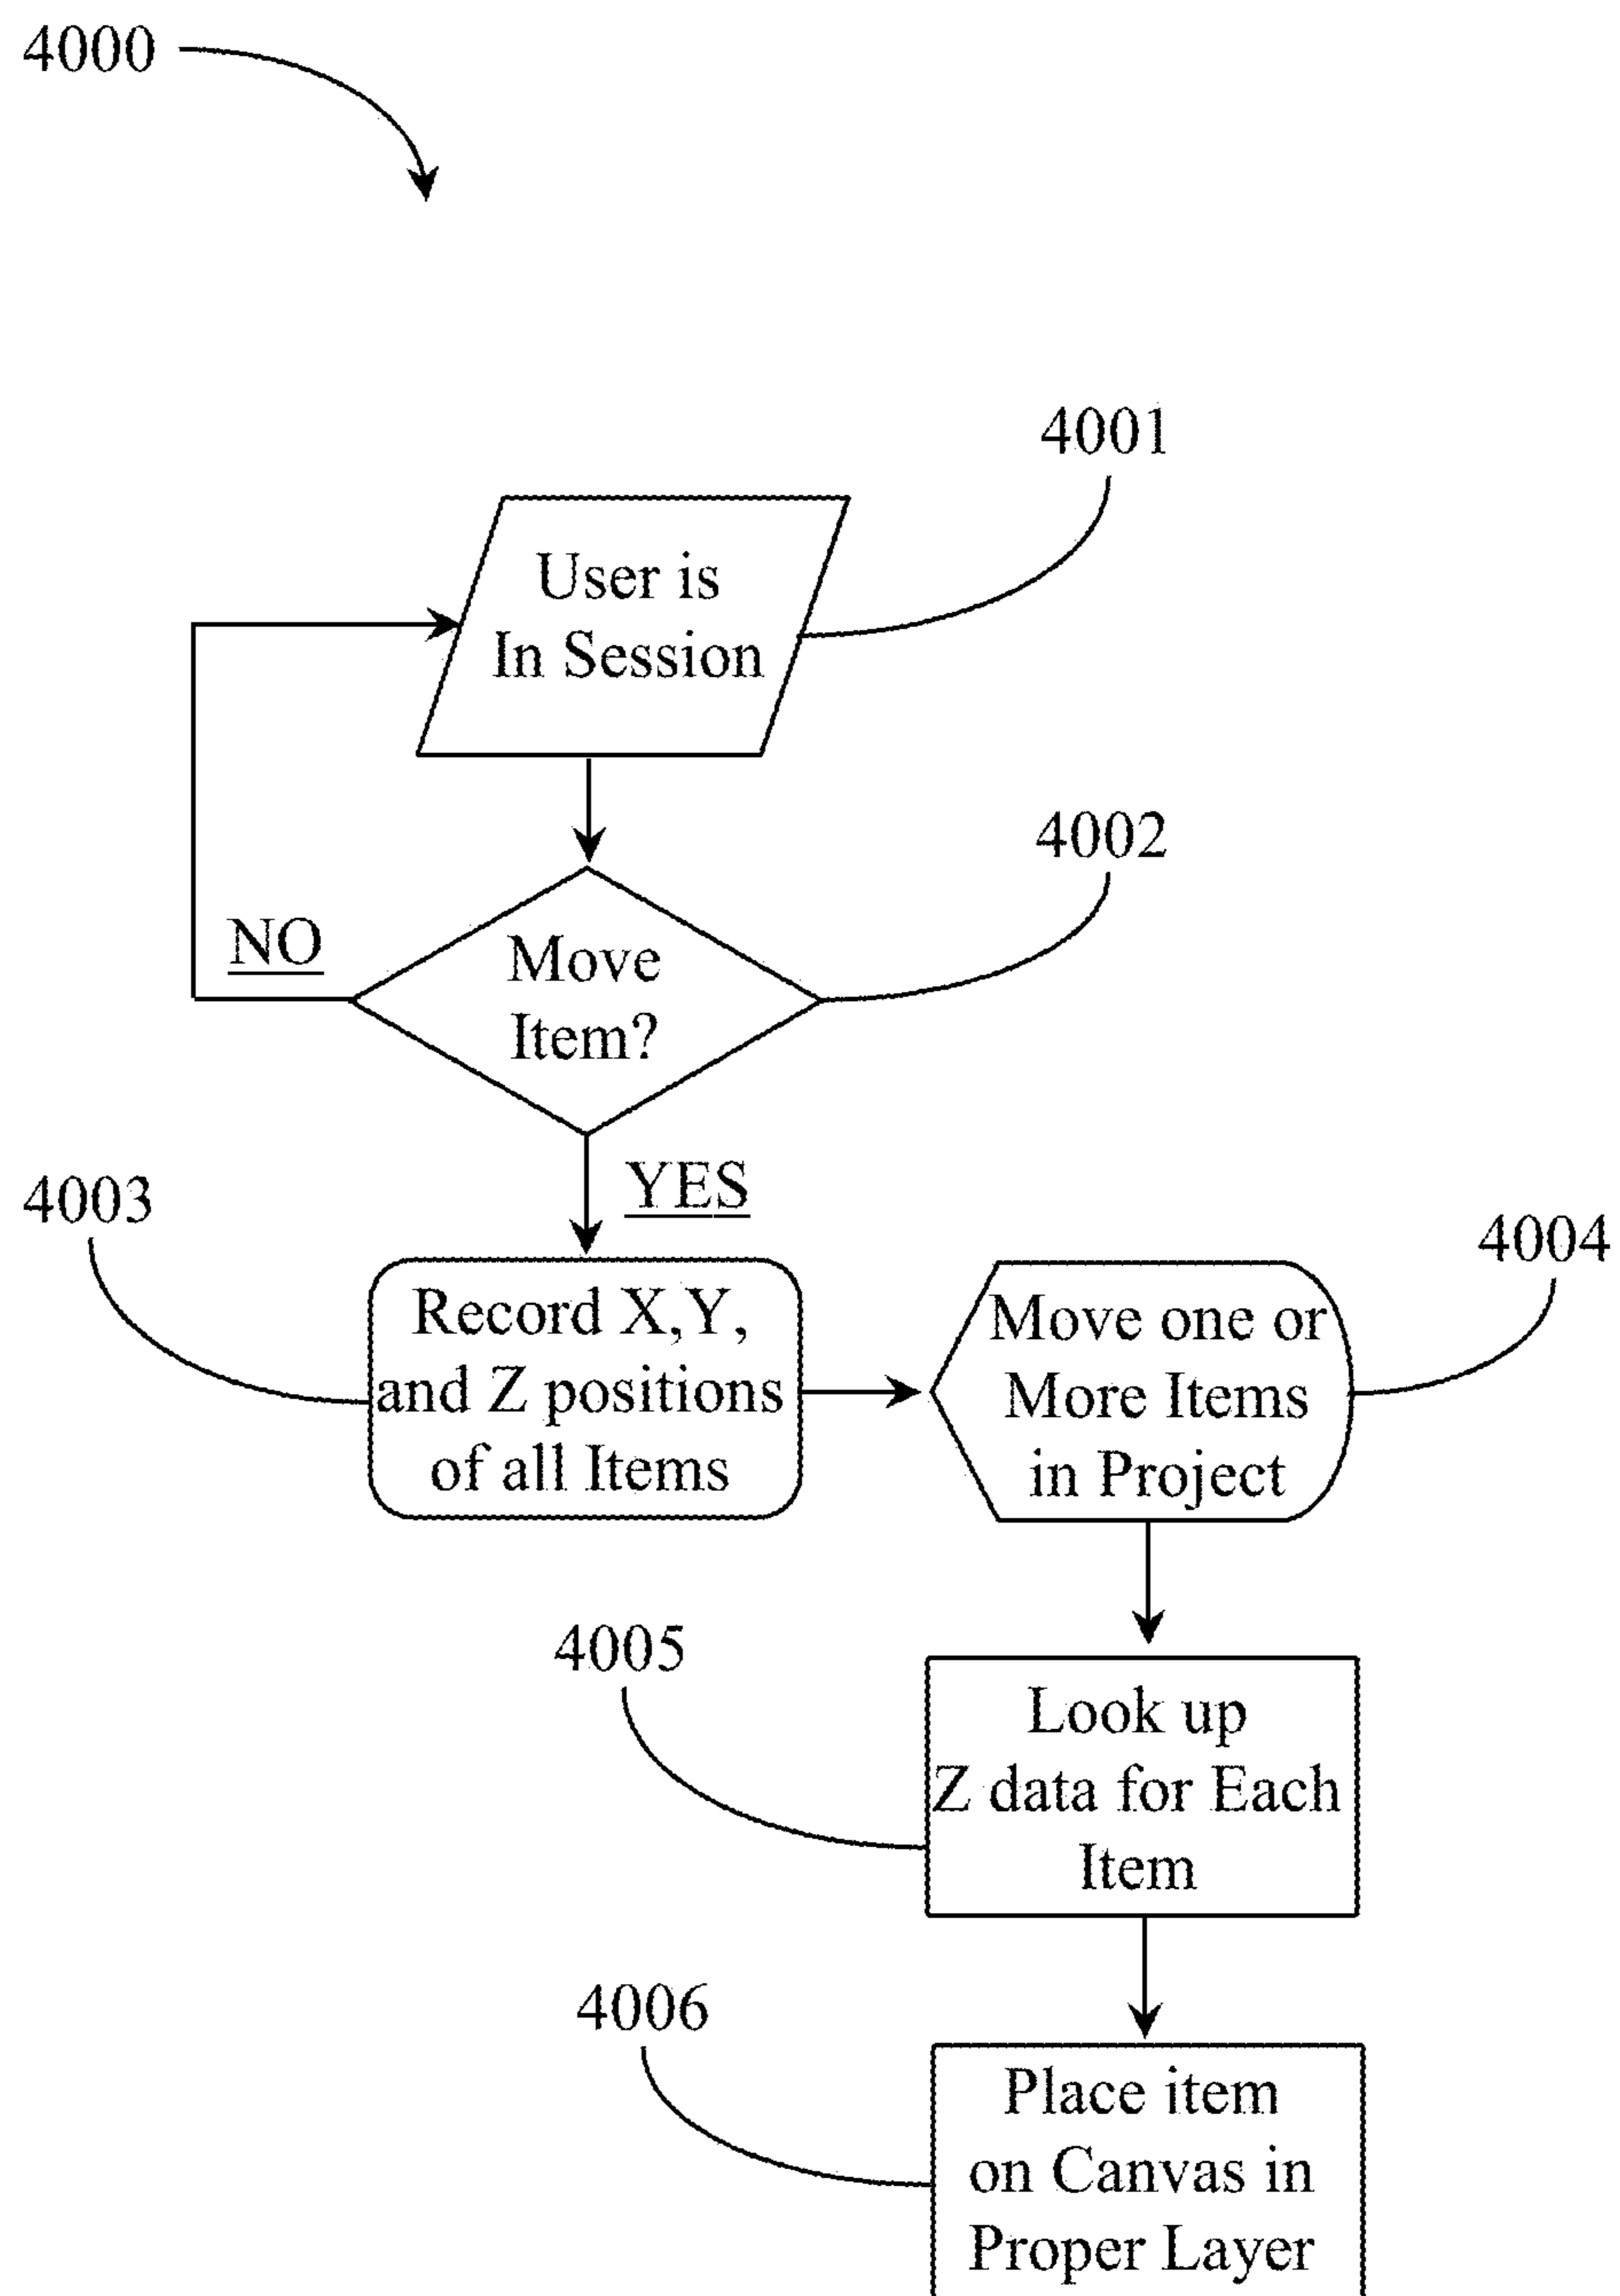 4000
4001
User is
In Session
4002
NO
Move
Item?
YES
4003
4004
Record X,Y,
and Z positions
of all Items
Move one or
More Items
in Project
4005
Look up
Z data for Each
Item
4006
Place item
on Canvas in
Proper Layer